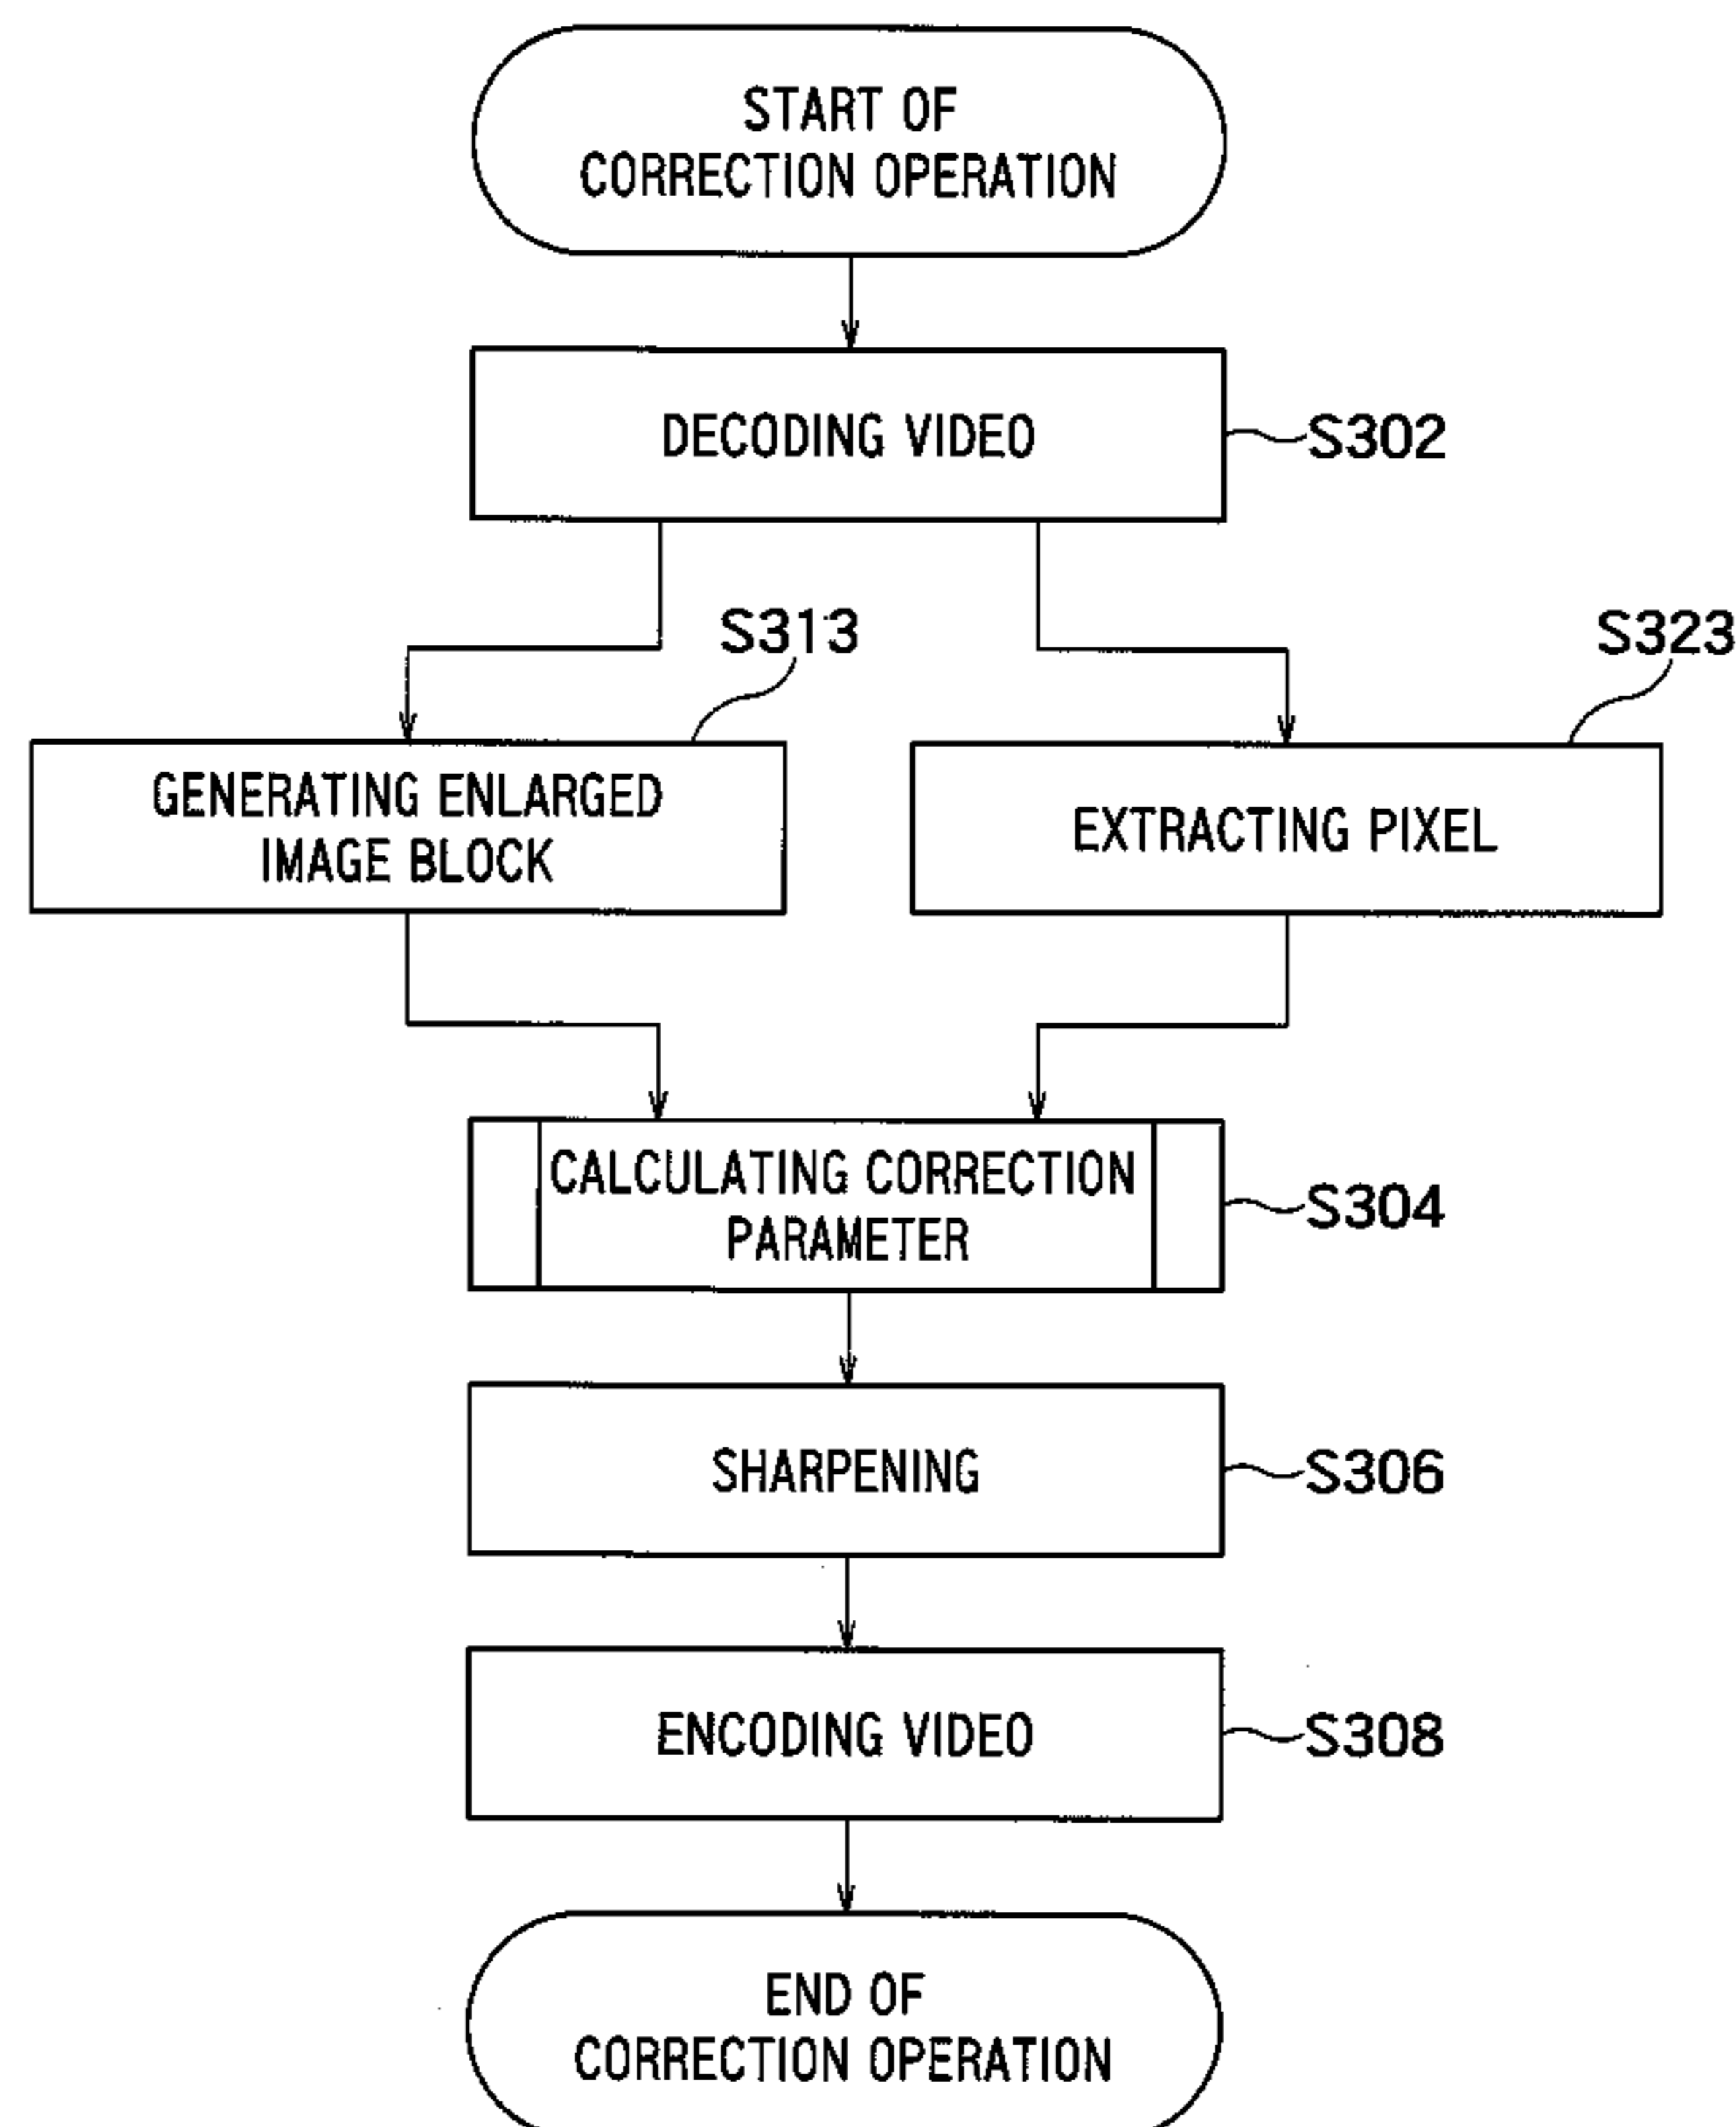 START OF
CORRECTION OPERATION
DECODING VIDEO
S302
S313
S323
GENERATING ENLARGED
IMAGE BLOCK
EXTRACTING PIXEL
CALCULATING CORRECTION
PARAMETER
S304
SHARPENING
S306
ENCODING VIDEO
S308
END OF
CORRECTION OPERATION